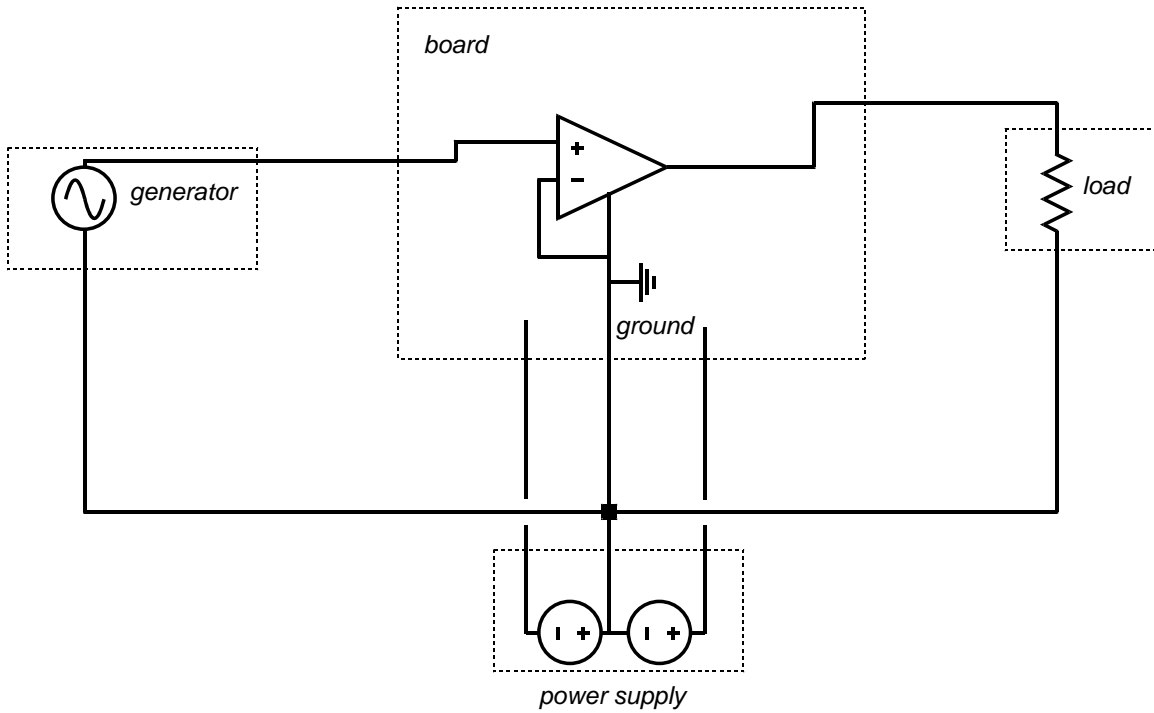 board
generator
+
−
load
ground
− +
− +
power supply